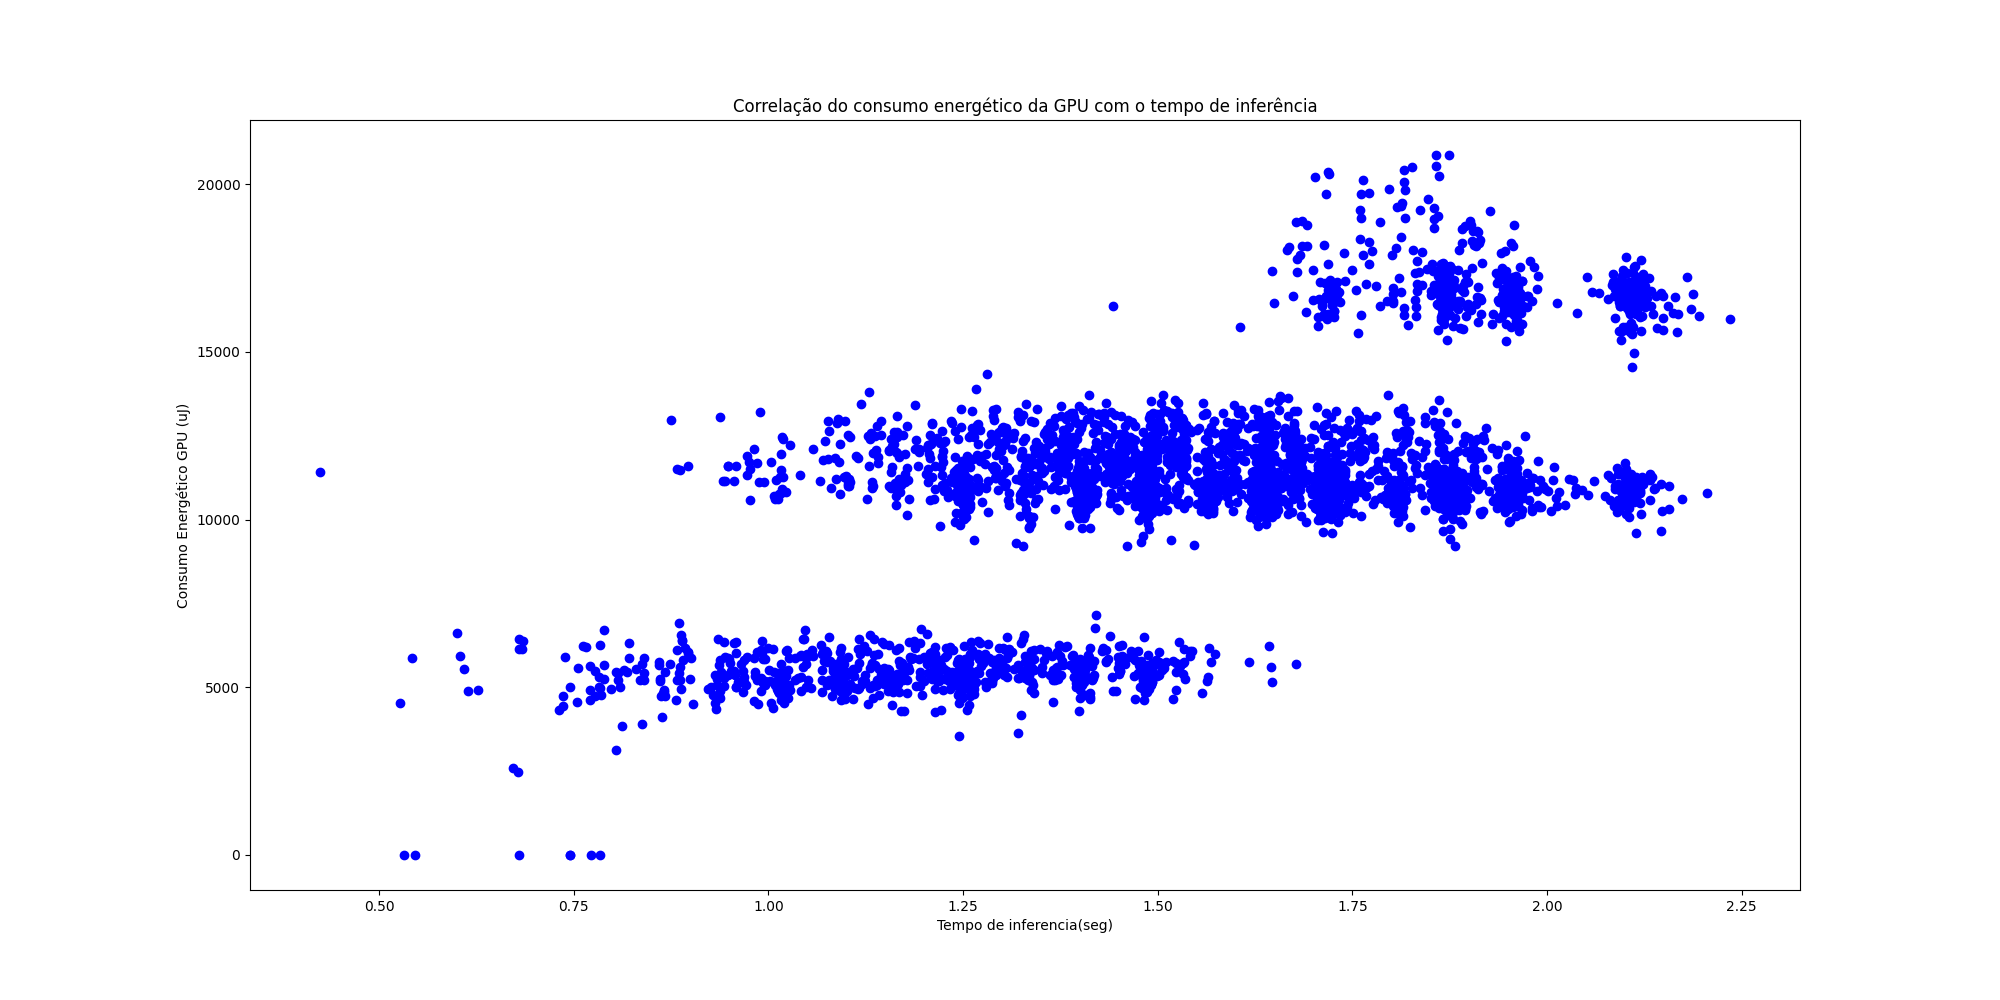 Correlação do consumo energético da GPU com o tempo de inferência
Consumo Energético GPU (uJ)
20000
15000
10000
5000
0
0.50 0.75 1.00 1.25 1.50 1.75 2.00 2.25
Tempo de inferencia(seg)